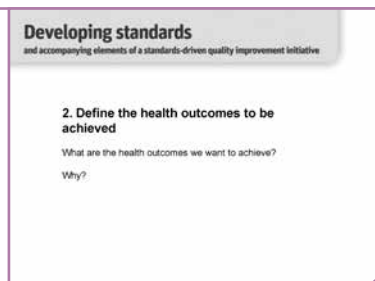 Developing standards
and accompanying elements of a standards-driven quality improvement initiative
2. Define the health outcomes to be
achieved
What are the health outcomes we want to achieve?
Why?